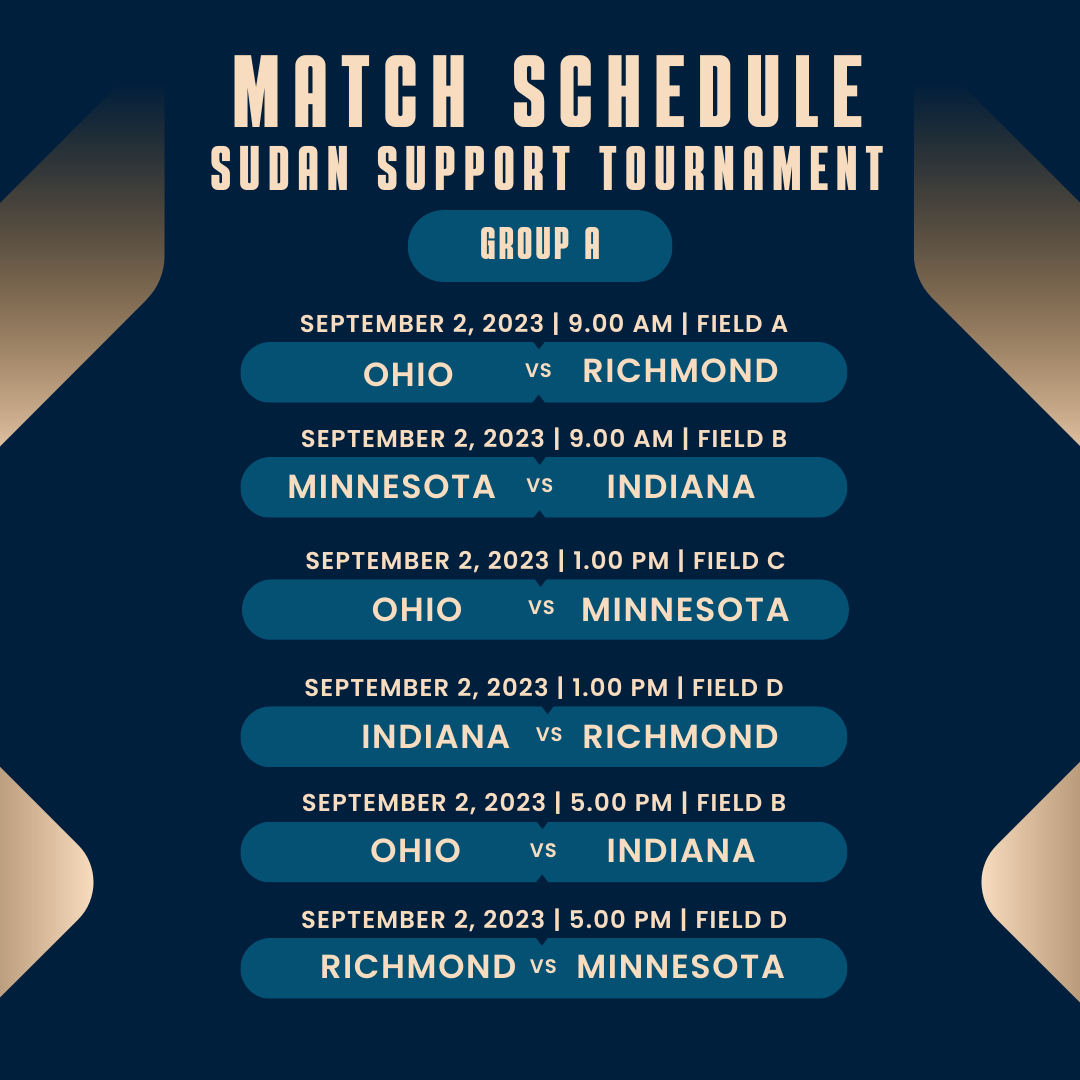 MATCH SCHEDULE
SUDAN SUPPORT TOURNAMENT
GROUP A
SEPTEMBER 2, 2023 | 9.00 AM | FIELD A
OHIO VS RICHMOND
SEPTEMBER 2, 2023 | 9.00 AM | FIELD B
MINNESOTA VS INDIANA
SEPTEMBER 2, 2023 | 1.00 PM | FIELD C
OHIO VS MINNESOTA
SEPTEMBER 2, 2023 | 1.00 PM | FIELD D
INDIANA VS RICHMOND
SEPTEMBER 2, 2023 | 5.00 PM | FIELD B
OHIO VS INDIANA
SEPTEMBER 2, 2023 | 5.00 PM | FIELD D
RICHMOND VS MINNESOTA